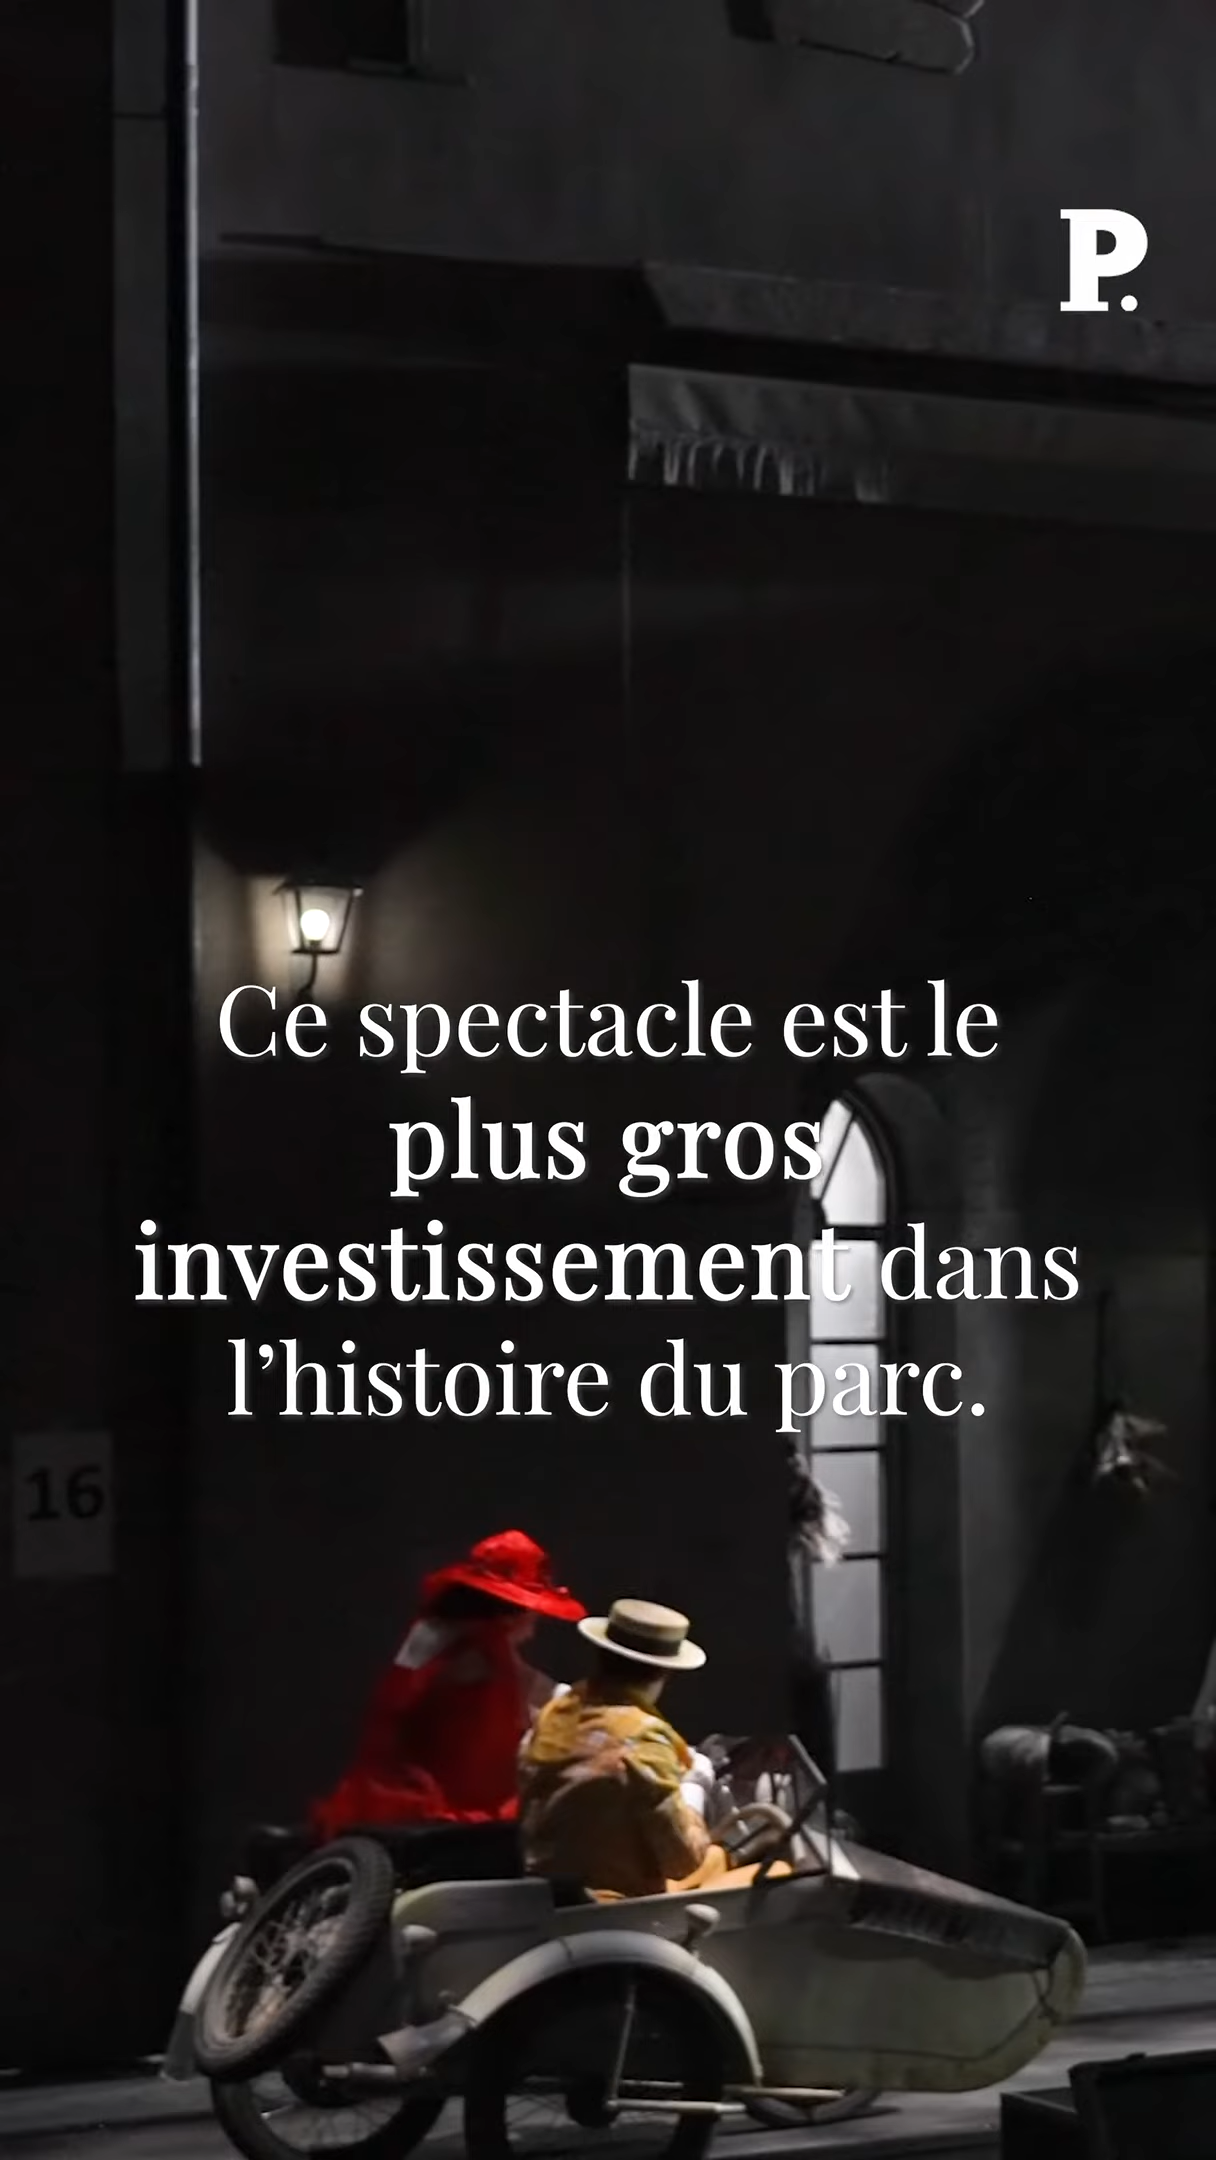 P.
Ce spectacle est le
plus gros
investissement dans
l’histoire du parc.
16